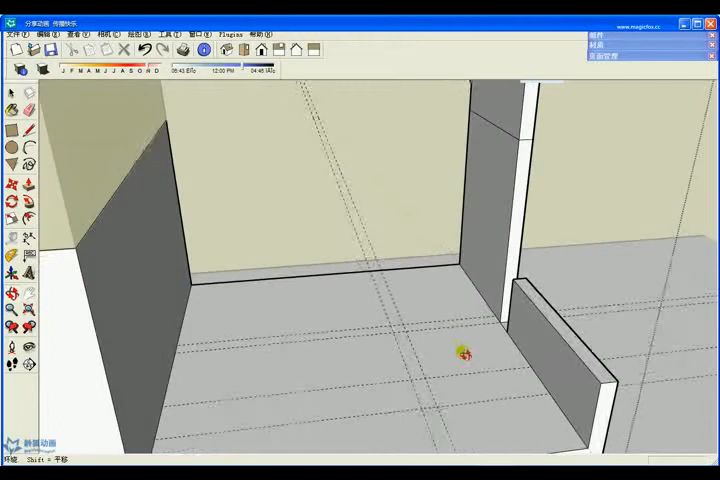 分享动画 传播快乐
www.magicfox.cc
文件(F) 编辑(E) 查看(V) 相机(C) 绘图(R) 工具(T) 窗口(W) Plugins 帮助(H)
组件
材质
页面管理
J F M A M J J A S O N D
12:00 PM
环绕. Shift = 平移